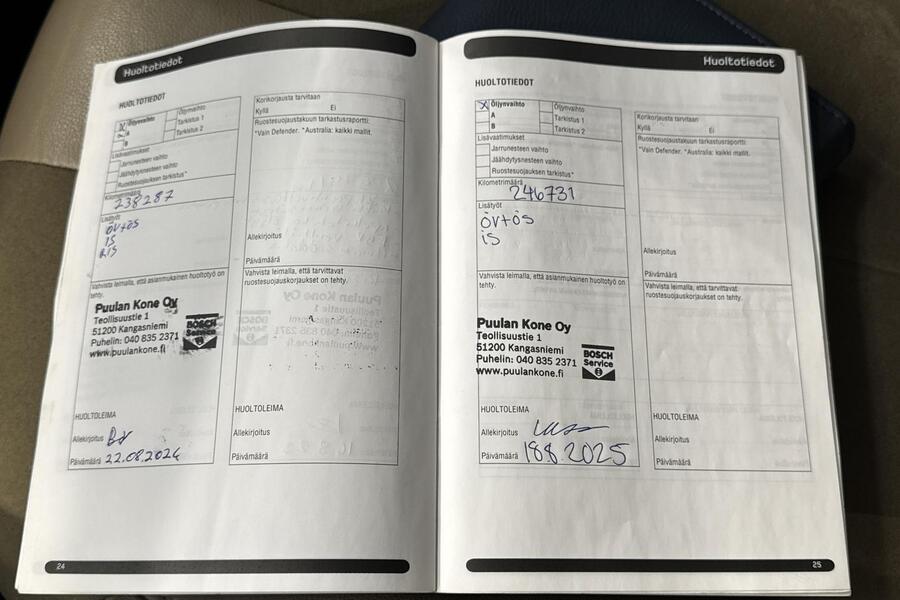 Huoltotiedot
HUOLTOTIEDOT
Öljynvaihto
A
B
Öljynvaihto
Tarkistus 1
Tarkistus 2
Lisävaatimukset
Jarrunesteen vaihto
Jäähdytysnesteen vaihto
Ruostesuojauksen tarkistus*
Kilometrimäärä
238287
Lisätyöt
öv+ös
is
RIS
Vahvista leimalla, että asianmukainen huoltotyö on
tehty.
Puulan Kone Oy
Teollisuustie 1
51200 Kangasniemi
Puhelin: 040 835 2371
www.puulankone.fi
BOSCH
Service
HUOLTOLEIMA
Allekirjoitus
Päivämäärä 22.08.2024
Korikorjausta tarvitaan
Kyllä Ei
Ruostesuojaustakuun tarkastusraportti:
*Vain Defender. *Australia: kaikki mallit.
Allekirjoitus
Päivämäärä
Vahvista leimalla, että tarvittavat
ruostesuojauskorjaukset on tehty.
HUOLTOLEIMA
Allekirjoitus
Päivämäärä
24
Huoltotiedot
HUOLTOTIEDOT
X Öljynvaihto
A
B
Öljynvaihto
Tarkistus 1
Tarkistus 2
Lisävaatimukset
Jarrunesteen vaihto
Jäähdytysnesteen vaihto
Ruostesuojauksen tarkistus*
Kilometrimäärä
246731
Lisätyöt
öv+ös
is
Vahvista leimalla, että asianmukainen huoltotyö on
tehty.
Puulan Kone Oy
Teollisuustie 1
51200 Kangasniemi
Puhelin: 040 835 2371
www.puulankone.fi
BOSCH
Service
HUOLTOLEIMA
Allekirjoitus
Päivämäärä 18.8.2025
Korikorjausta tarvitaan
Kyllä Ei
Ruostesuojaustakuun tarkastusraportti:
*Vain Defender. *Australia: kaikki mallit.
Allekirjoitus
Päivämäärä
Vahvista leimalla, että tarvittavat
ruostesuojauskorjaukset on tehty.
HUOLTOLEIMA
Allekirjoitus
Päivämäärä
25